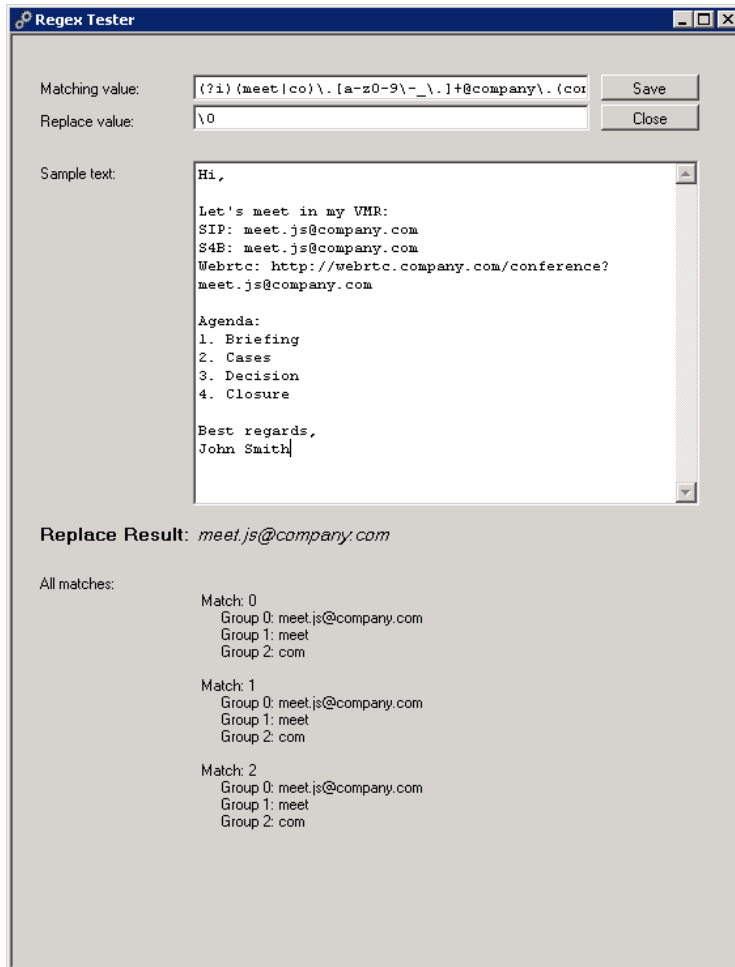 Regex Tester
Matching value: (?i)(meet|co)\.[a-z0-9\-_\.]+@company\.(co Save
Replace value: \0 Close
Sample text: Hi,
Let's meet in my VMR:
SIP: meet.js@company.com
S4B: meet.js@company.com
Webrtc: http://webrtc.company.com/conference?
meet.js@company.com
Agenda:
1. Briefing
2. Cases
3. Decision
4. Closure
Best regards,
John Smith
Replace Result: meet.js@company.com
All matches:
Match: 0
Group 0: meet.js@company.com
Group 1: meet
Group 2: com
Match: 1
Group 0: meet.js@company.com
Group 1: meet
Group 2: com
Match: 2
Group 0: meet.js@company.com
Group 1: meet
Group 2: com